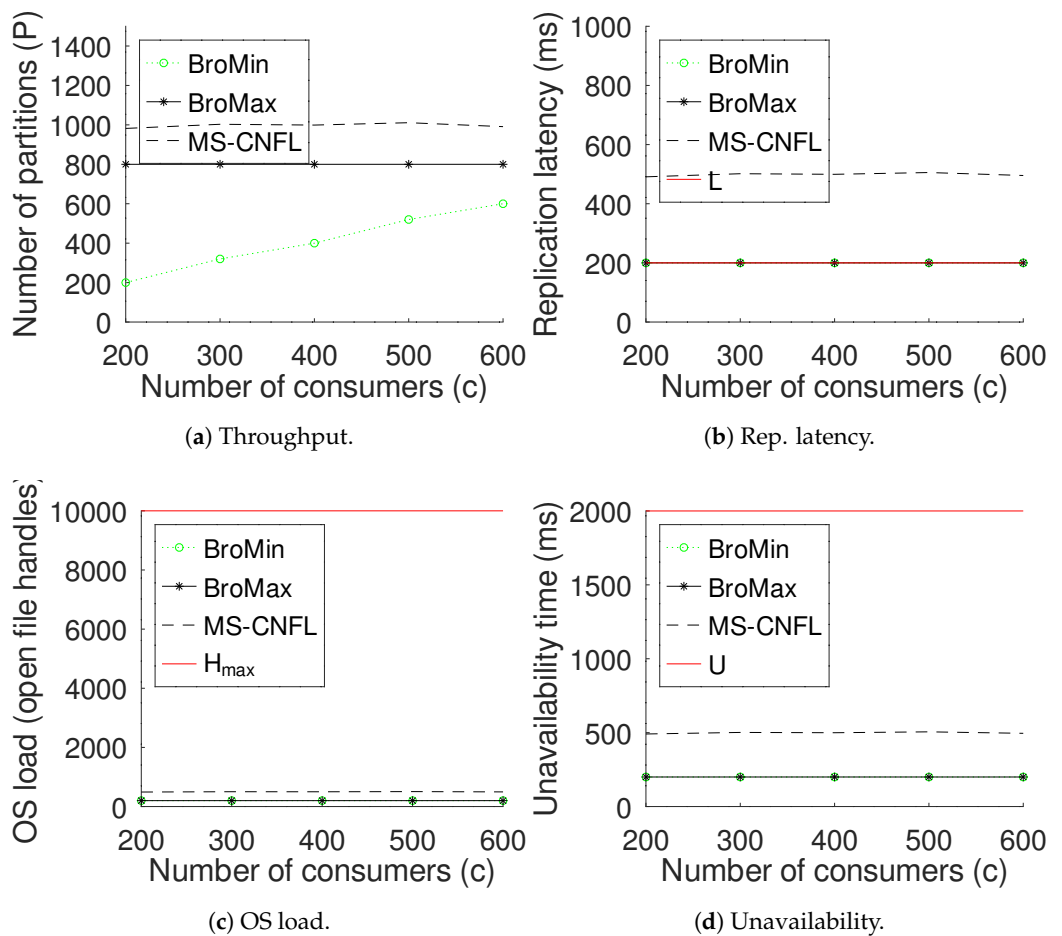 Number of partitions (P)
1400
1200
1000
800
600
400
200
0
BroMin
BroMax
MS-CNFL
200 300 400 500 600
Number of consumers (c)
(a) Throughput.
Replication latency (ms)
1000
800
600
400
200
0
BroMin
BroMax
MS-CNFL
L
200 300 400 500 600
Number of consumers (c)
(b) Rep. latency.
OS load (open file handles)
10000
8000
6000
4000
2000
0
BroMin
BroMax
MS-CNFL
Hmax
200 300 400 500 600
Number of consumers (c)
(c) OS load.
Unavailability time (ms)
2000
1500
1000
500
0
BroMin
BroMax
MS-CNFL
U
200 300 400 500 600
Number of consumers (c)
(d) Unavailability.